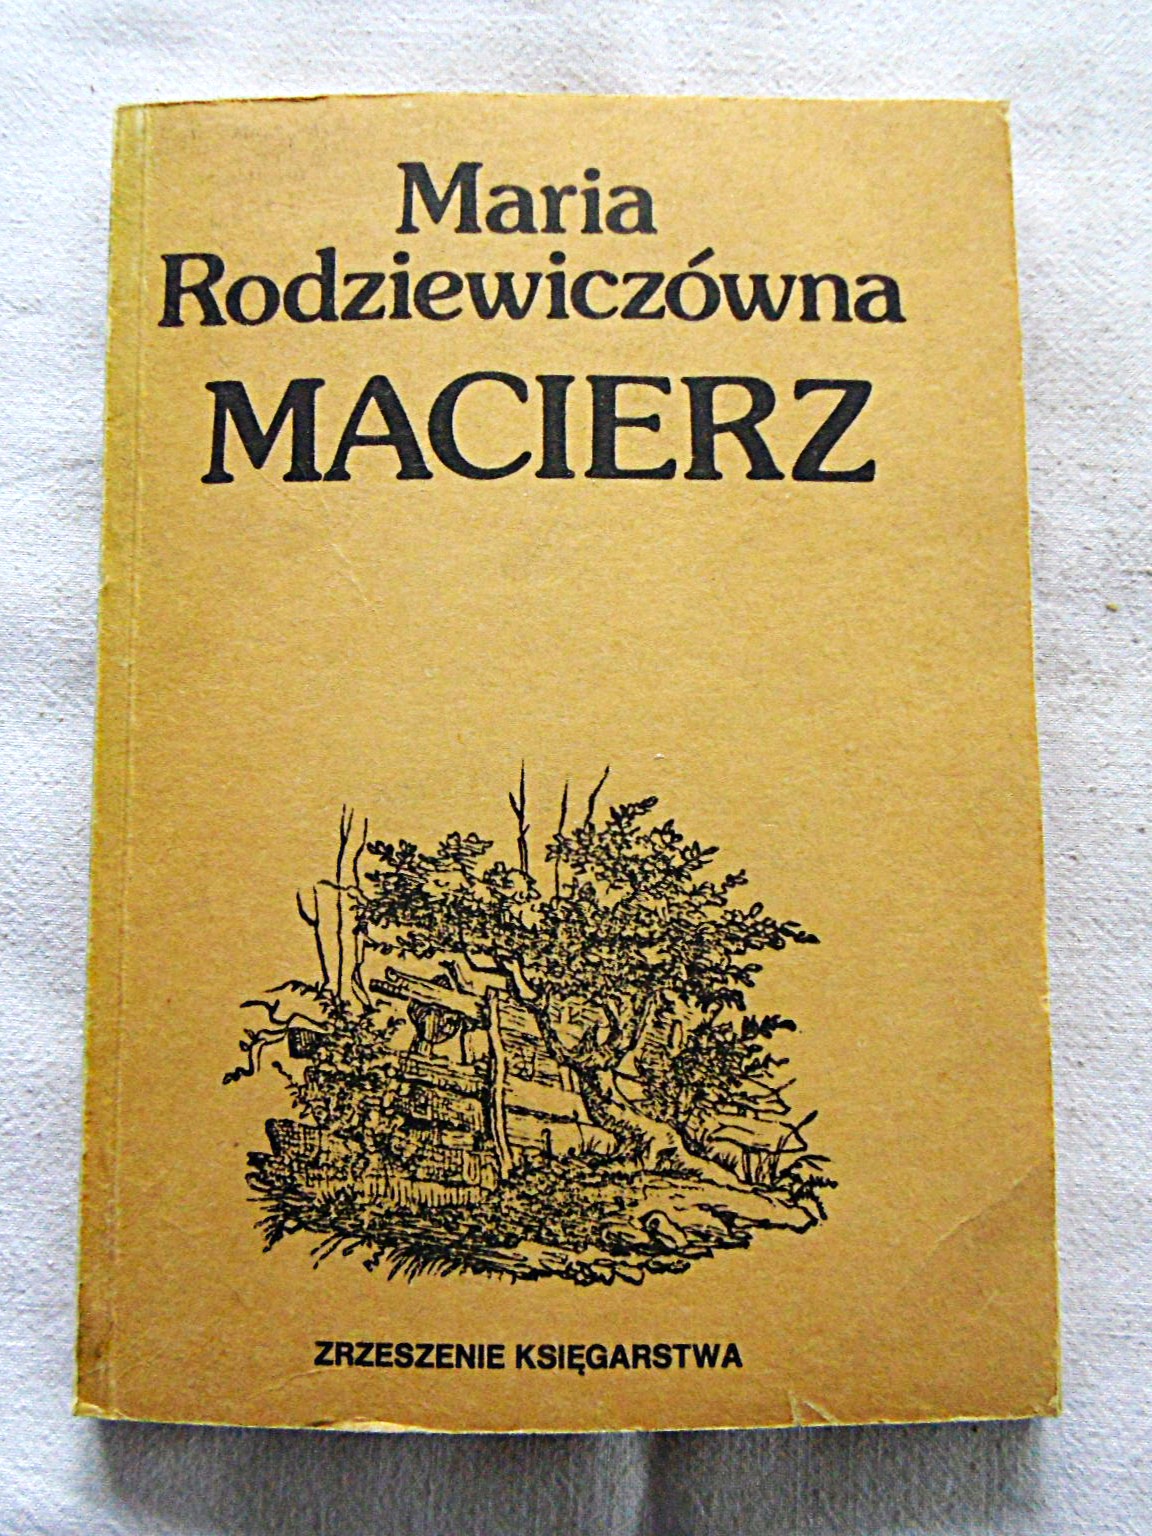 Maria
Rodziewiczówna
MACIERZ
ZRZESZENIE KSIĘGARSTWA